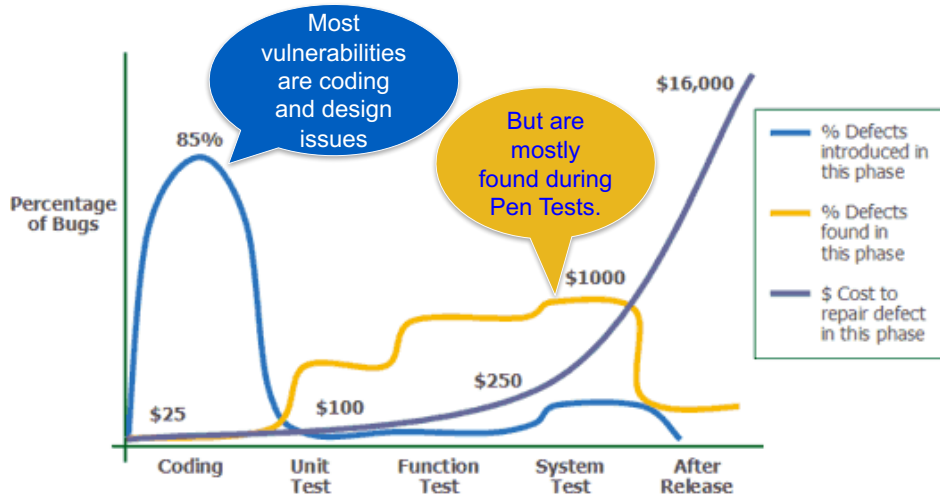 Most
vulnerabilities
are coding
and design
issues
85%
Percentage
of Bugs
But are
mostly
found during
Pen Tests.
$16,000
$1000
$250
$100
$25
% Defects
introduced in
this phase
% Defects
found in
this phase
$ Cost to
repair defect
in this phase
Coding
Unit
Test
Function
Test
System
Test
After
Release